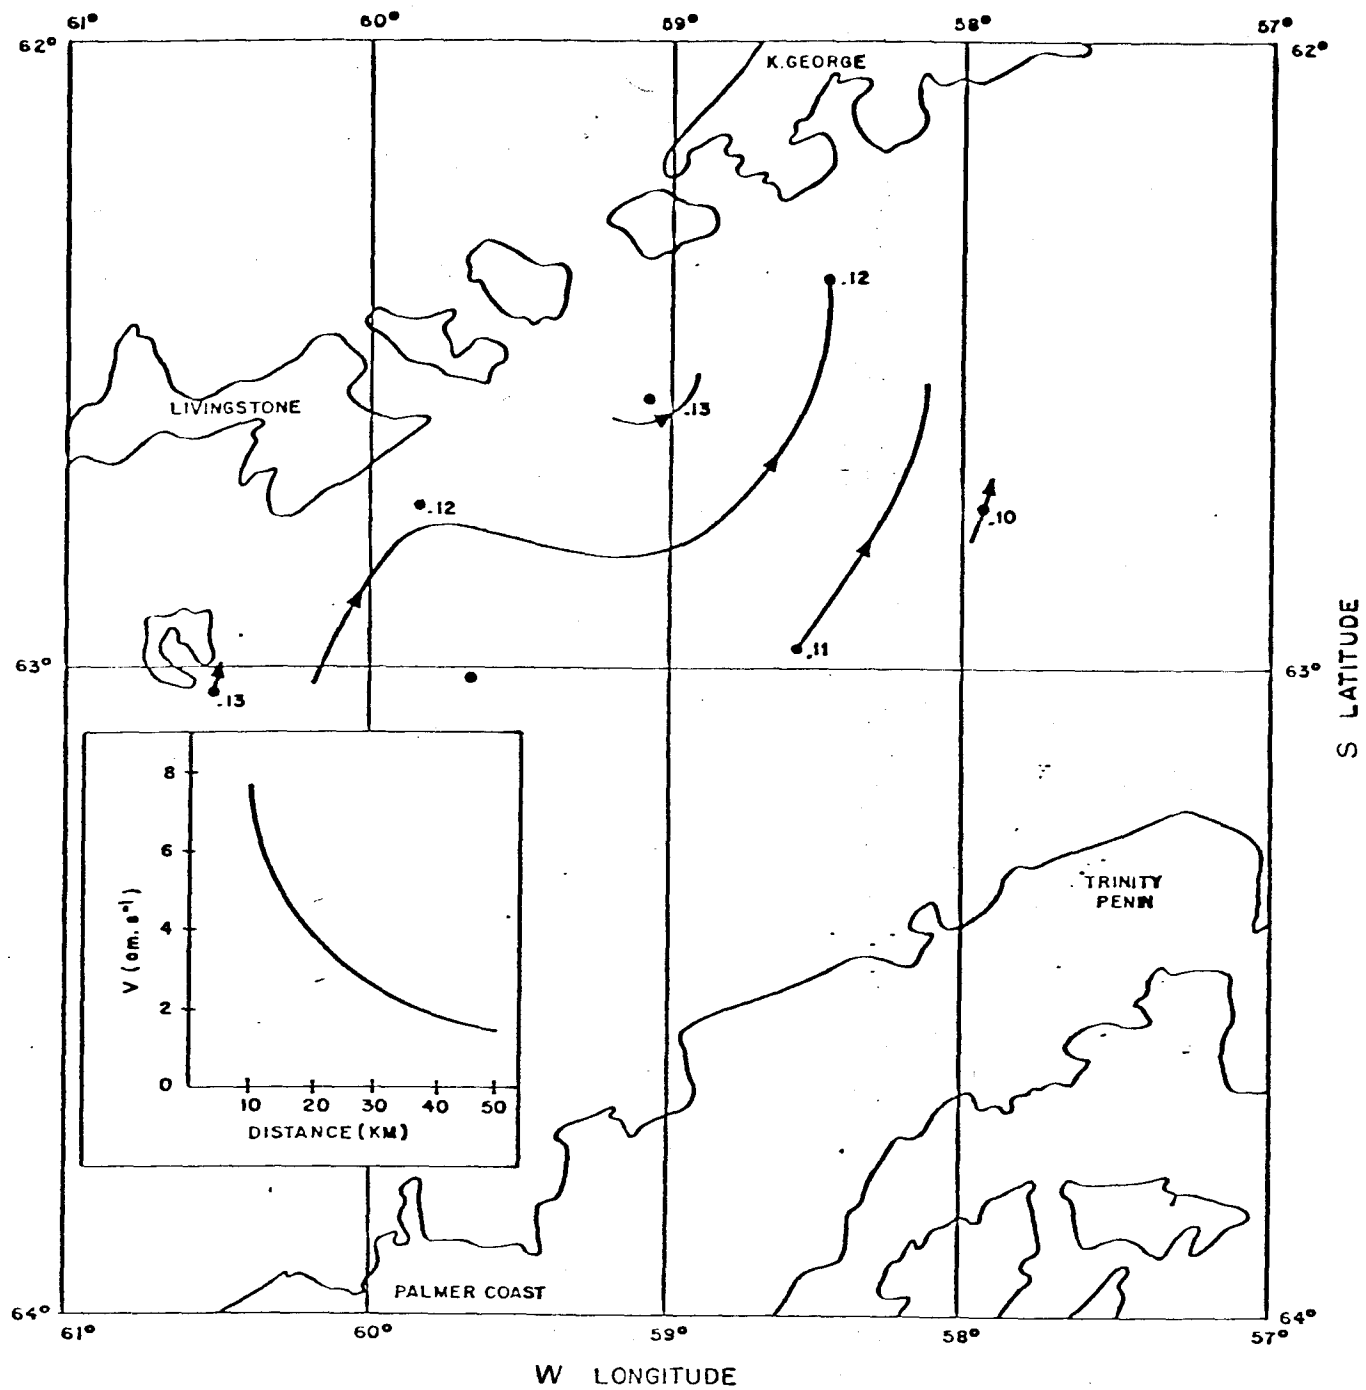 61° 60° 59° 58° 57°
62° 62°
K.GEORGE
.12
LIVINGSTONE
.13
.12
.10
.11
63° 63°
.13
S LATITUDE
8
6
4
2
0
V (cm. s⁻¹)
10 20 30 40 50
DISTANCE (KM)
TRINITY
PENIN
PALMER COAST
64° 64°
61° 60° 59° 58° 57°
W LONGITUDE